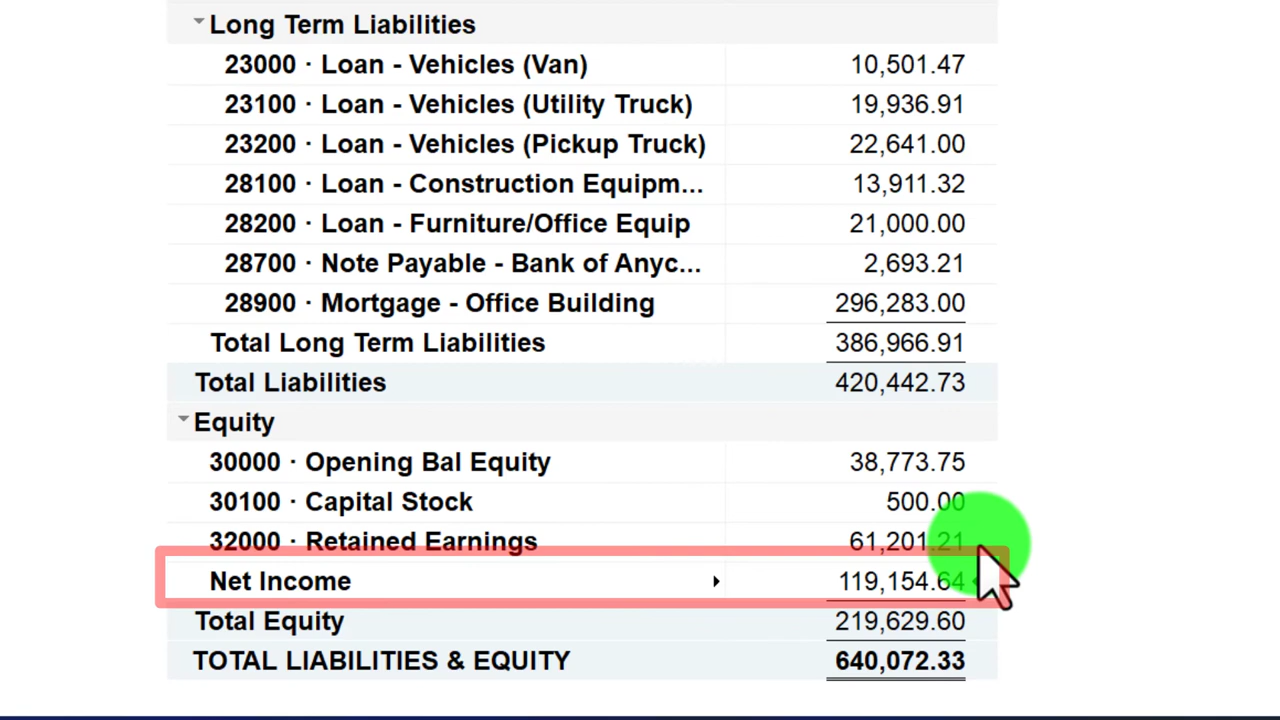 Long Term Liabilities
23000 · Loan - Vehicles (Van) 10,501.47
23100 · Loan - Vehicles (Utility Truck) 19,936.91
23200 · Loan - Vehicles (Pickup Truck) 22,641.00
28100 · Loan - Construction Equipm... 13,911.32
28200 · Loan - Furniture/Office Equip 21,000.00
28700 · Note Payable - Bank of Anyc... 2,693.21
28900 · Mortgage - Office Building 296,283.00
Total Long Term Liabilities 386,966.91
Total Liabilities 420,442.73
Equity
30000 · Opening Bal Equity 38,773.75
30100 · Capital Stock 500.00
32000 · Retained Earnings 61,201.21
Net Income 119,154.64
Total Equity 219,629.60
TOTAL LIABILITIES & EQUITY 640,072.33